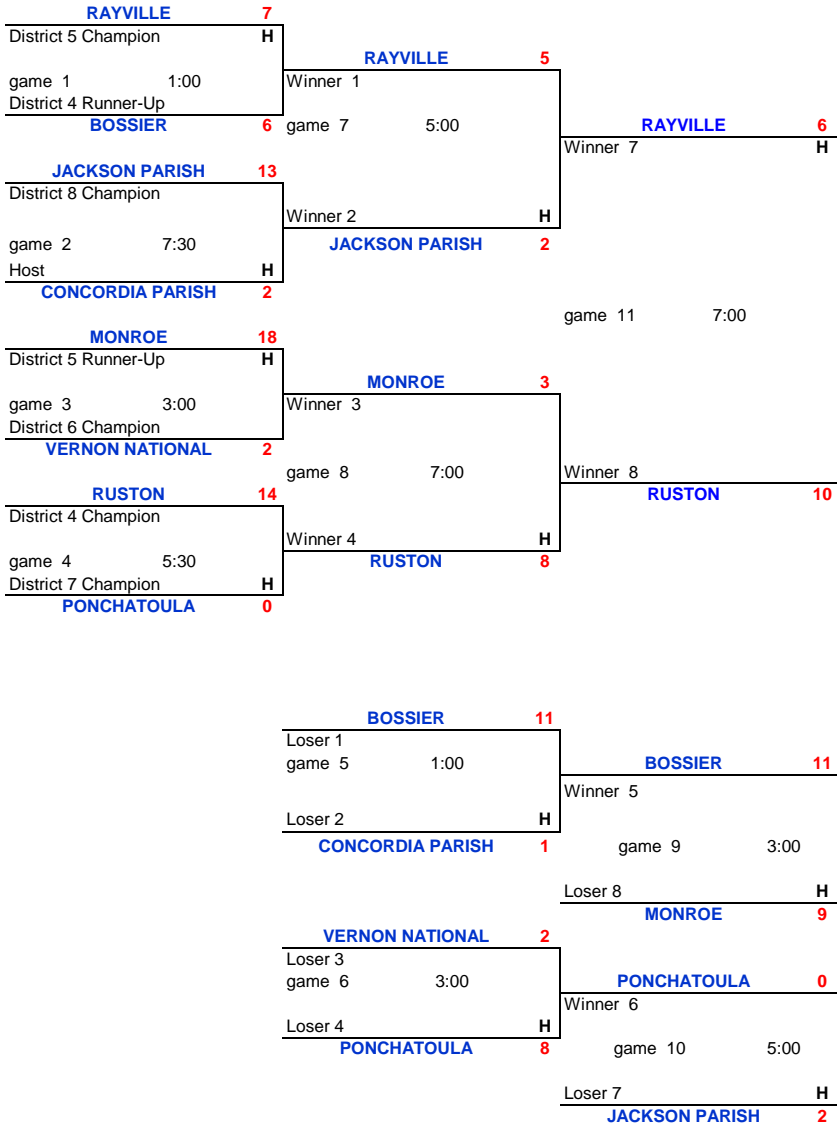 RAYVILLE 7
District 5 Champion H
game 1 1:00
District 4 Runner-Up
BOSSIER 6
JACKSON PARISH 13
District 8 Champion
game 2 7:30
Host H
CONCORDIA PARISH 2
MONROE 18
District 5 Runner-Up H
game 3 3:00
District 6 Champion
VERNON NATIONAL 2
RUSTON 14
District 4 Champion
game 4 5:30
District 7 Champion H
PONCHATOULA 0
RAYVILLE 5
Winner 1
game 7 5:00
Winner 2 H
JACKSON PARISH 2
MONROE 3
Winner 3
game 8 7:00
Winner 4 H
RUSTON 8
RAYVILLE 6
Winner 7 H
game 11 7:00
Winner 8
RUSTON 10
BOSSIER 11
Loser 1
game 5 1:00
Loser 2 H
CONCORDIA PARISH 1
VERNON NATIONAL 2
Loser 3
game 6 3:00
Loser 4 H
PONCHATOULA 8
BOSSIER 11
Winner 5
game 9 3:00
Loser 8 H
MONROE 9
PONCHATOULA 0
Winner 6
game 10 5:00
Loser 7 H
JACKSON PARISH 2